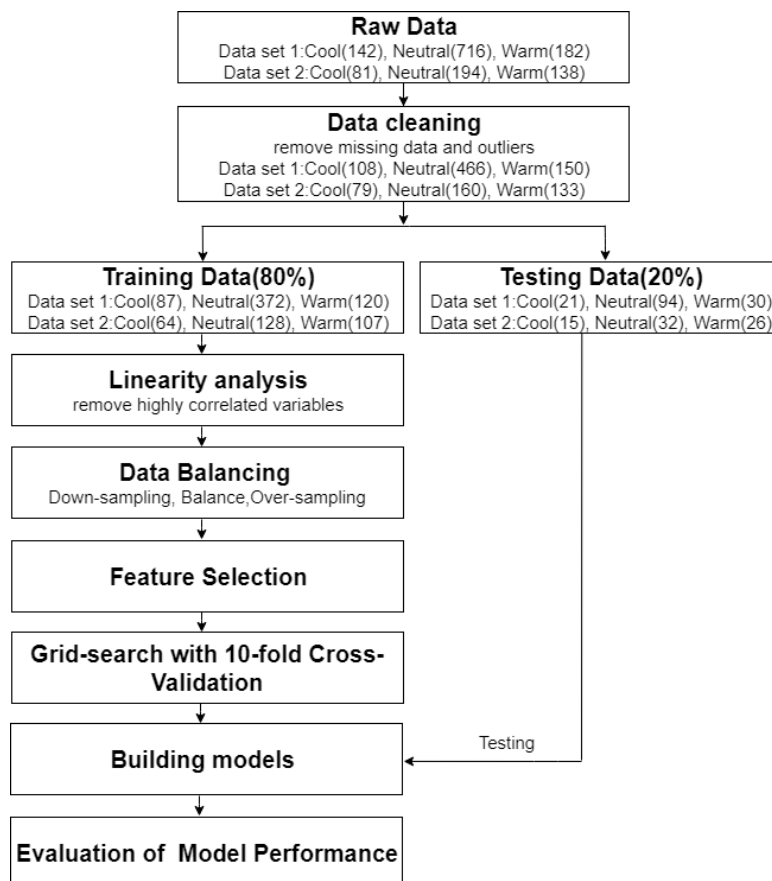 Raw Data
Data set 1:Cool(142), Neutral(716), Warm(182)
Data set 2:Cool(81), Neutral(194), Warm(138)
Data cleaning
remove missing data and outliers
Data set 1:Cool(108), Neutral(466), Warm(150)
Data set 2:Cool(79), Neutral(160), Warm(133)
Training Data(80%)
Data set 1:Cool(87), Neutral(372), Warm(120)
Data set 2:Cool(64), Neutral(128), Warm(107)
Testing Data(20%)
Data set 1:Cool(21), Neutral(94), Warm(30)
Data set 2:Cool(15), Neutral(32), Warm(26)
Linearity analysis
remove highly correlated variables
Data Balancing
Down-sampling, Balance,Over-sampling
Feature Selection
Grid-search with 10-fold Cross-
Validation
Building models
Testing
Evaluation of Model Performance